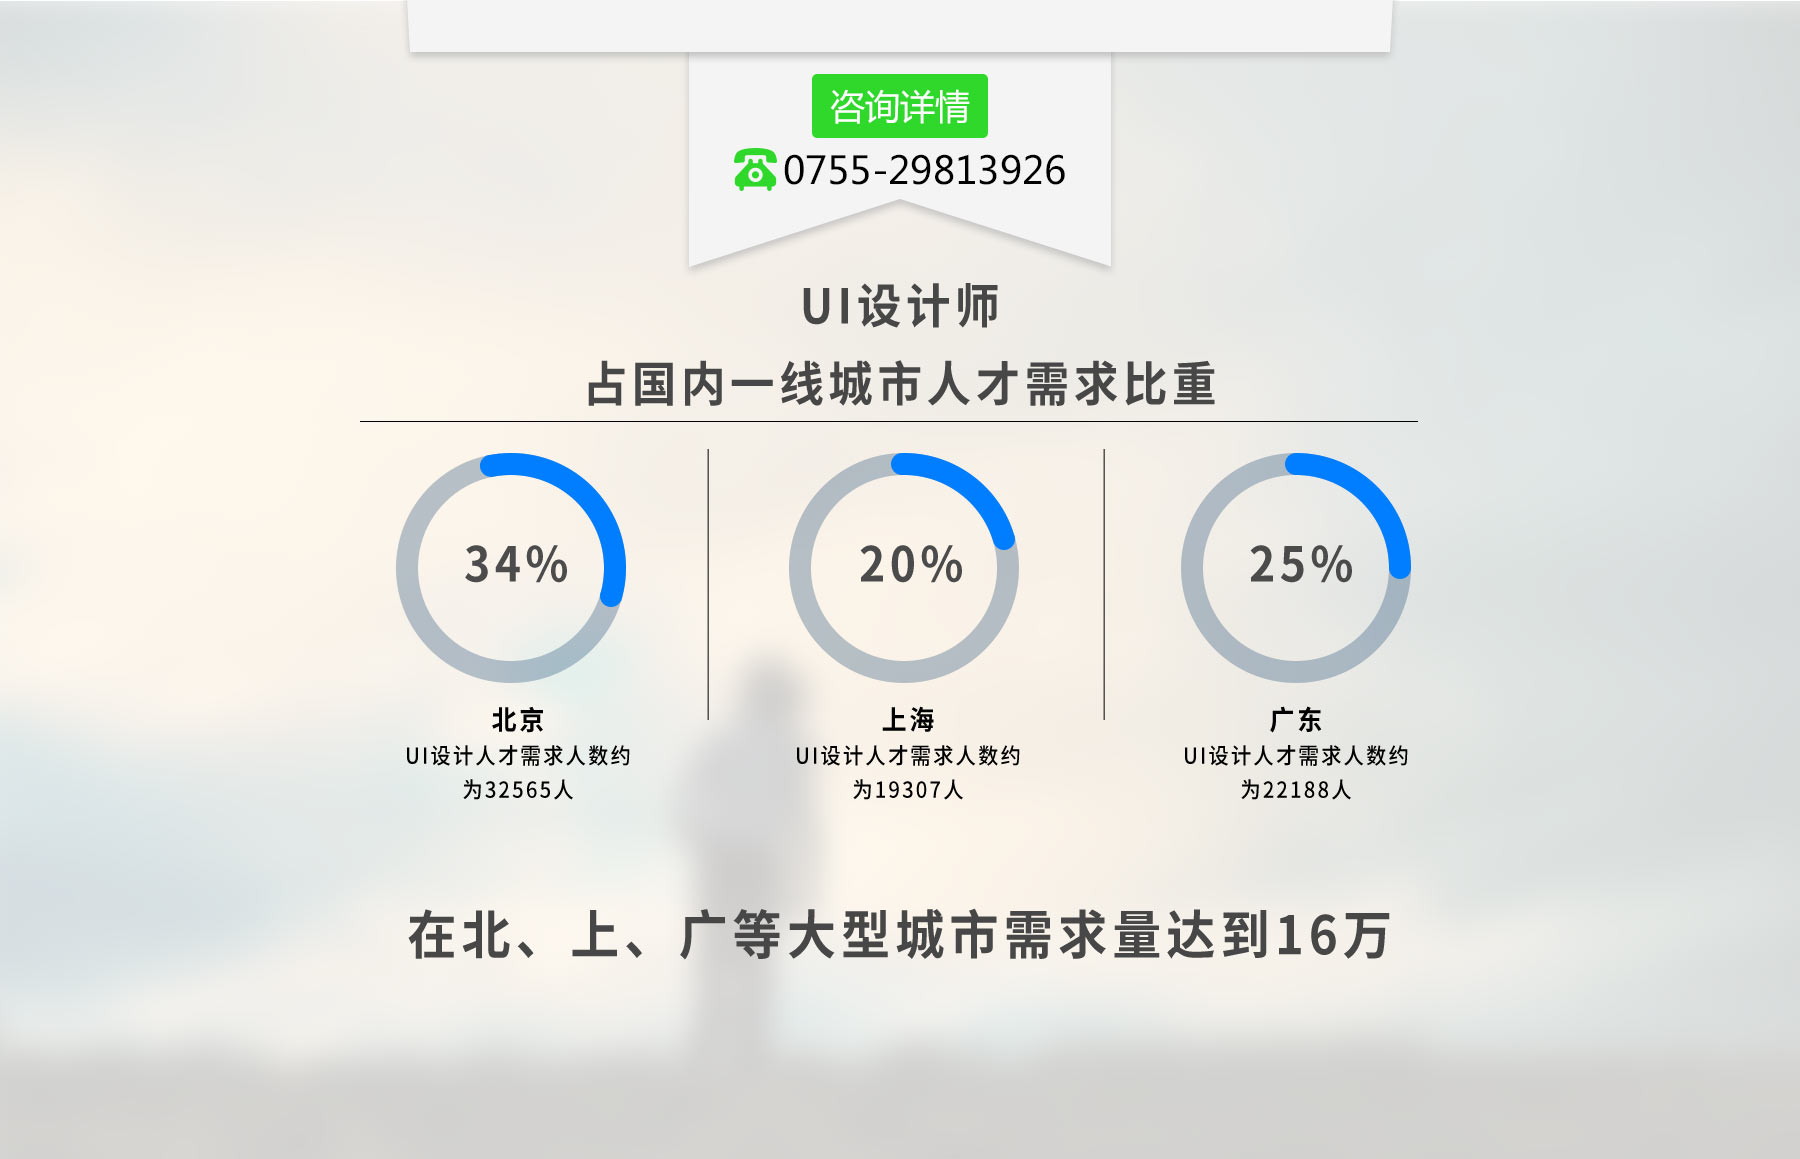 咨询详情
0755-29813926
UI设计师
占国内一线城市人才需求比重
34%
20%
25%
北京
UI设计人才需求人数约
为32565人
上海
UI设计人才需求人数约
为19307人
广东
UI设计人才需求人数约
为22188人
在北、上、广等大型城市需求量达到16万